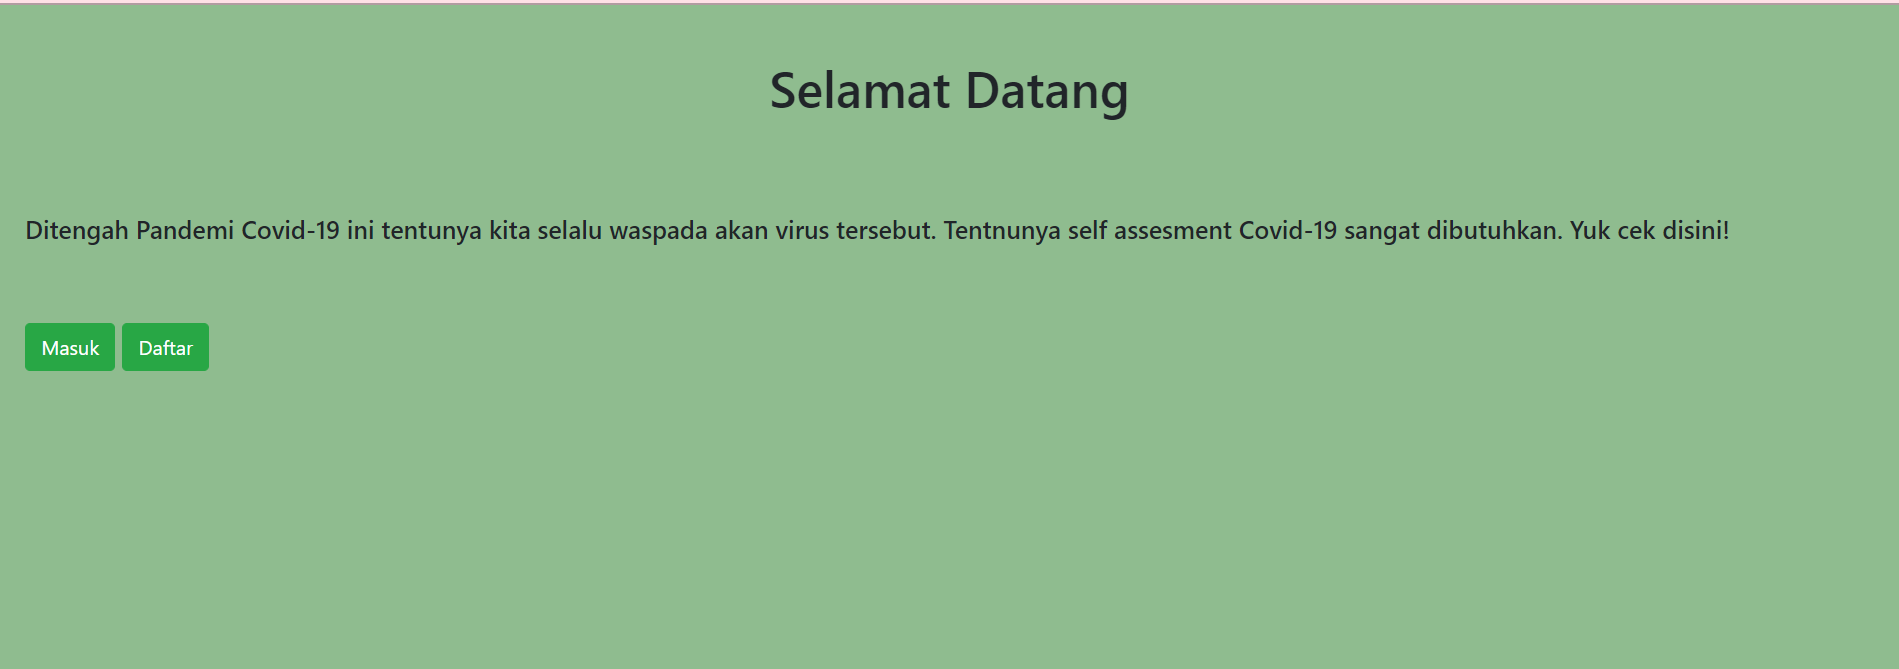 Selamat Datang
Ditengah Pandemi Covid-19 ini tentunya kita selalu waspada akan virus tersebut. Tentnunya self assesment Covid-19 sangat dibutuhkan. Yuk cek disini!
Masuk Daftar